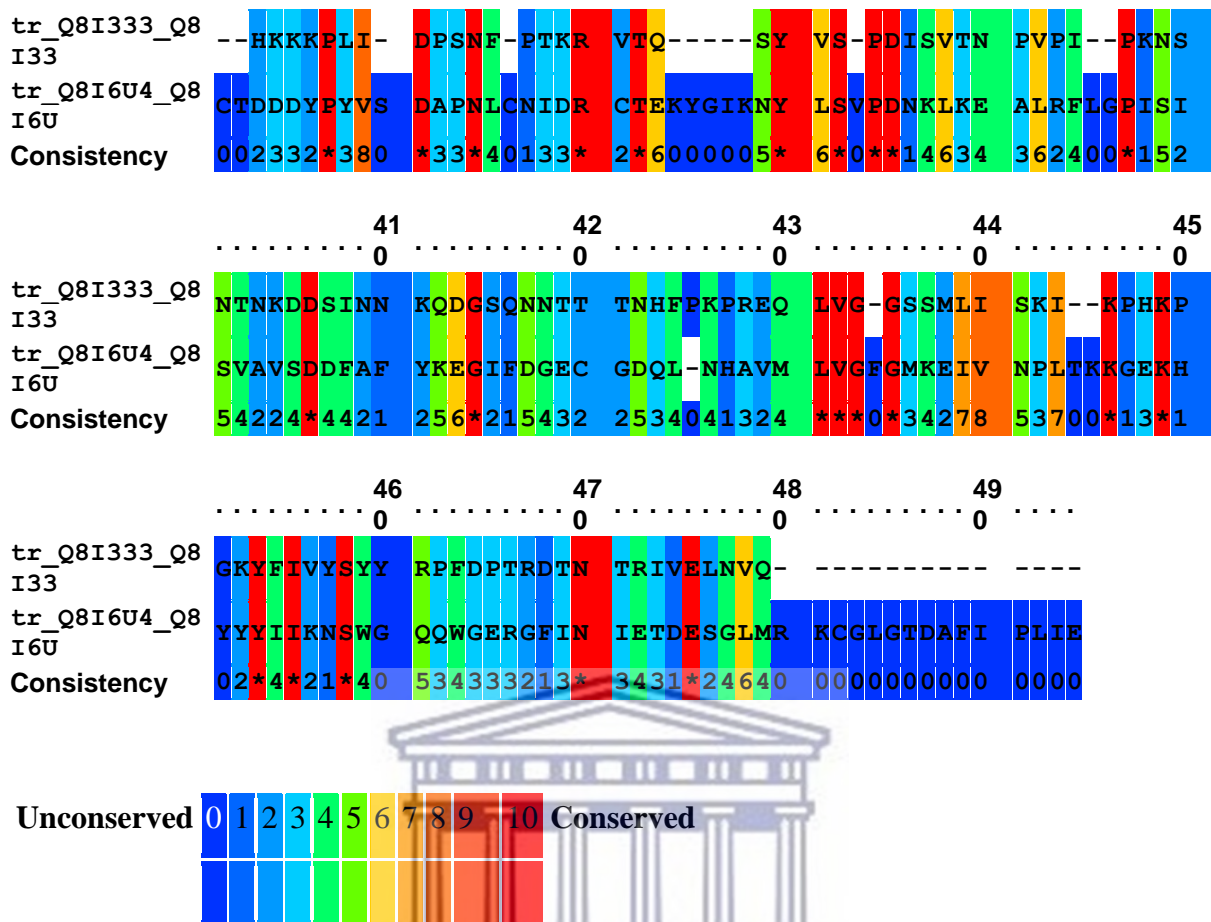 tr_Q8I333_Q8 --HKKKPLI- DPSNF-PTKR VTQ-----SY VS-PDISVTN PVPI--PKNS
I33
tr_Q8I6U4_Q8 CTDDDYPYVS DAPNLCNIDR CTEKYGIKNY LSVPDNKLKE ALRFLGPISI
I6U
Consistency 002332*380 *33*40133* 2*6000005* 6*0**14634 362400*152
.........41 .........42 .........43 .........44 .........45
0 0 0 0 0
tr_Q8I333_Q8 NTNKDDSINN KQDGSQNNTT TNHFPKPREQ LVG-GSSMLI SKI--KPHKP
I33
tr_Q8I6U4_Q8 SVAVSDDFAF YKEGIFDGEC GDQL-NHAVM LVGFGMKEIV NPLTKKGEKH
I6U
Consistency 54224*4421 256*215432 2534041324 ***0*34278 53700*13*1
.........46 .........47 .........48 .........49 ....
0 0 0 0
tr_Q8I333_Q8 GKYFIVYSYY RPFDPTRDTN TRIVELNVQ- ---------- ----
I33
tr_Q8I6U4_Q8 YYYIIKNSWG QQWGERGFIN IETDESGLMR KCGLGTDAFI PLIE
I6U
Consistency 02*4*21*40 534333213* 3431*24640 0000000000 0000
Unconserved 0 1 2 3 4 5 6 7 8 9 10 Conserved